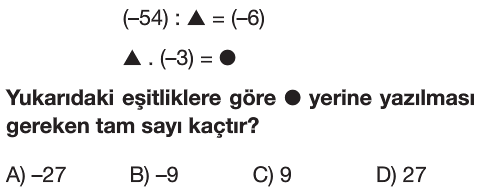 (–54) : ▲ = (–6)
▲ . (–3) = ●
Yukarıdaki eşitliklere göre ● yerine yazılması
gereken tam sayı kaçtır?
A) –27 B) –9 C) 9 D) 27